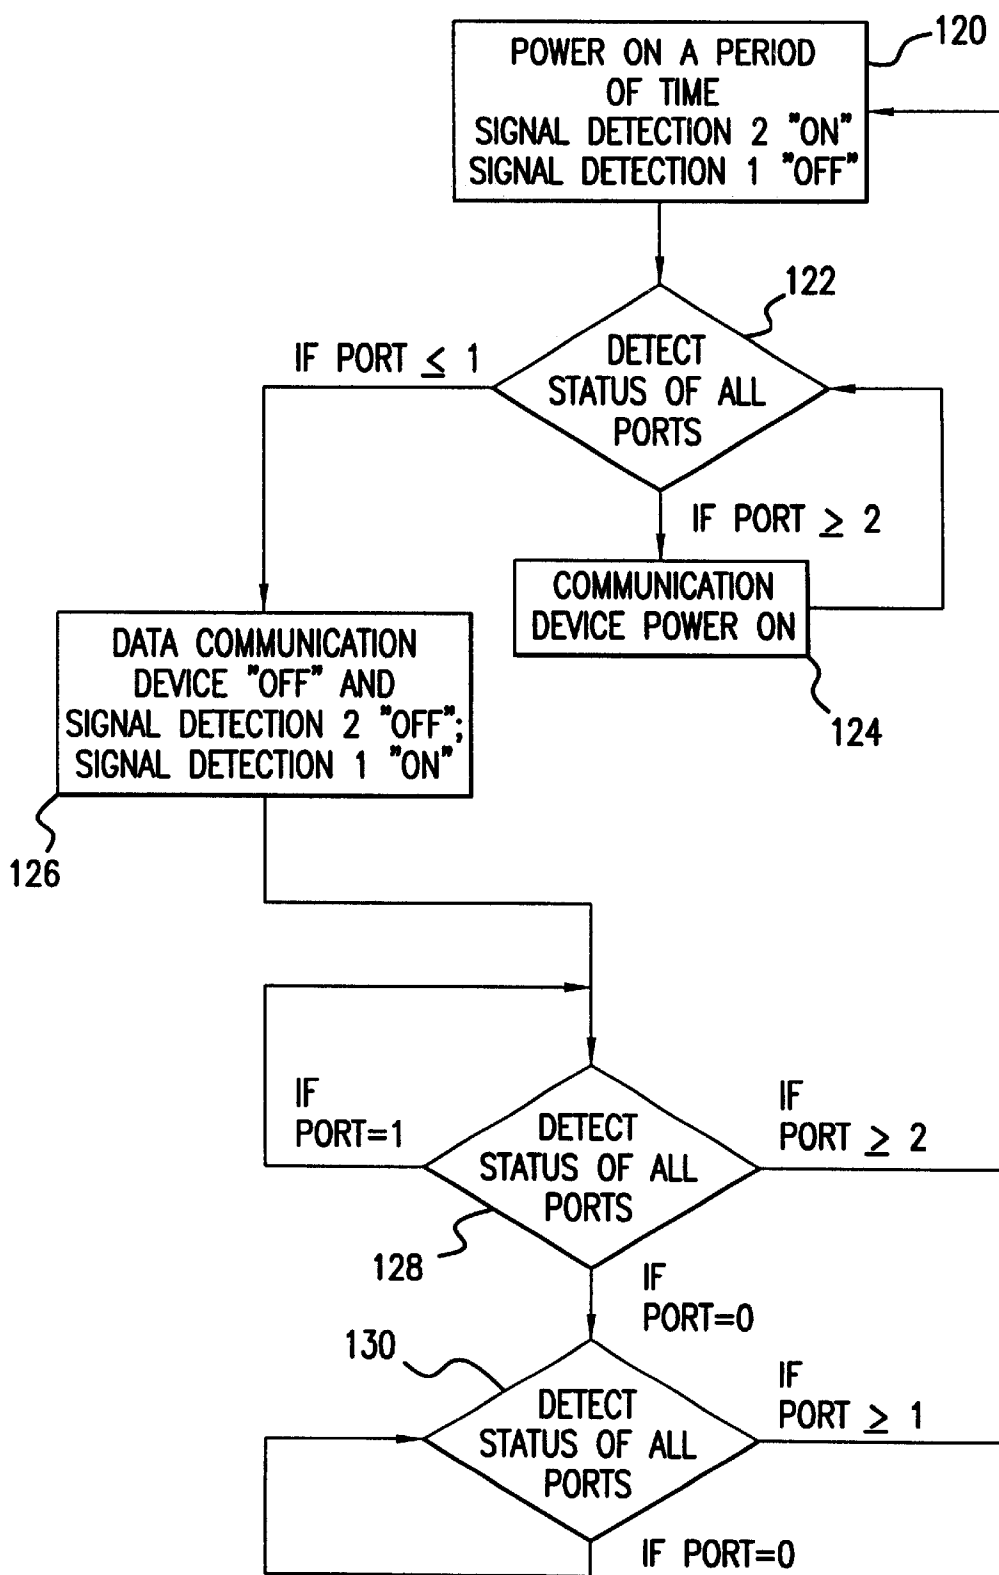 120
POWER ON A PERIOD
OF TIME
SIGNAL DETECTION 2 "ON"
SIGNAL DETECTION 1 "OFF"
122
IF PORT ≤ 1
DETECT
STATUS OF ALL
PORTS
IF PORT ≥ 2
COMMUNICATION
DEVICE POWER ON
124
DATA COMMUNICATION
DEVICE "OFF" AND
SIGNAL DETECTION 2 "OFF";
SIGNAL DETECTION 1 "ON"
126
IF
PORT=1
DETECT
STATUS OF ALL
PORTS
IF
PORT ≥ 2
128
IF
PORT=0
130
DETECT
STATUS OF ALL
PORTS
IF
PORT ≥ 1
IF PORT=0